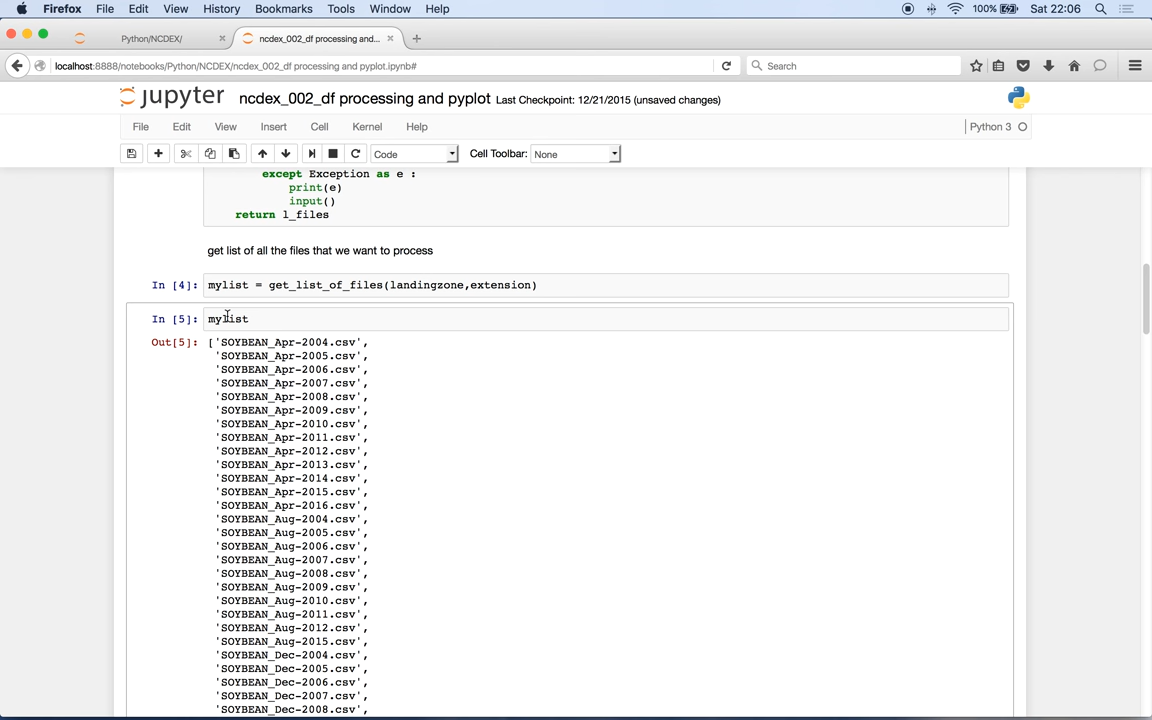 Firefox File Edit View History Bookmarks Tools Window Help 100% Sat 22:06
Python/NCDEX/ ncdex_002_df processing and...
localhost:8888/notebooks/Python/NCDEX/ncdex_002_df processing and pyplot.ipynb# Search
jupyter ncdex_002_df processing and pyplot Last Checkpoint: 12/21/2015 (unsaved changes)
File Edit View Insert Cell Kernel Help Python 3
Code Cell Toolbar: None
except Exception as e :
print(e)
input()
return l_files
get list of all the files that we want to process
In [4]: mylist = get_list_of_files(landingzone,extension)
In [5]: mylist
Out[5]: ['SOYBEAN_Apr-2004.csv',
'SOYBEAN_Apr-2005.csv',
'SOYBEAN_Apr-2006.csv',
'SOYBEAN_Apr-2007.csv',
'SOYBEAN_Apr-2008.csv',
'SOYBEAN_Apr-2009.csv',
'SOYBEAN_Apr-2010.csv',
'SOYBEAN_Apr-2011.csv',
'SOYBEAN_Apr-2012.csv',
'SOYBEAN_Apr-2013.csv',
'SOYBEAN_Apr-2014.csv',
'SOYBEAN_Apr-2015.csv',
'SOYBEAN_Apr-2016.csv',
'SOYBEAN_Aug-2004.csv',
'SOYBEAN_Aug-2005.csv',
'SOYBEAN_Aug-2006.csv',
'SOYBEAN_Aug-2007.csv',
'SOYBEAN_Aug-2008.csv',
'SOYBEAN_Aug-2009.csv',
'SOYBEAN_Aug-2010.csv',
'SOYBEAN_Aug-2011.csv',
'SOYBEAN_Aug-2012.csv',
'SOYBEAN_Aug-2015.csv',
'SOYBEAN_Dec-2004.csv',
'SOYBEAN_Dec-2005.csv',
'SOYBEAN_Dec-2006.csv',
'SOYBEAN_Dec-2007.csv',
'SOYBEAN_Dec-2008.csv',